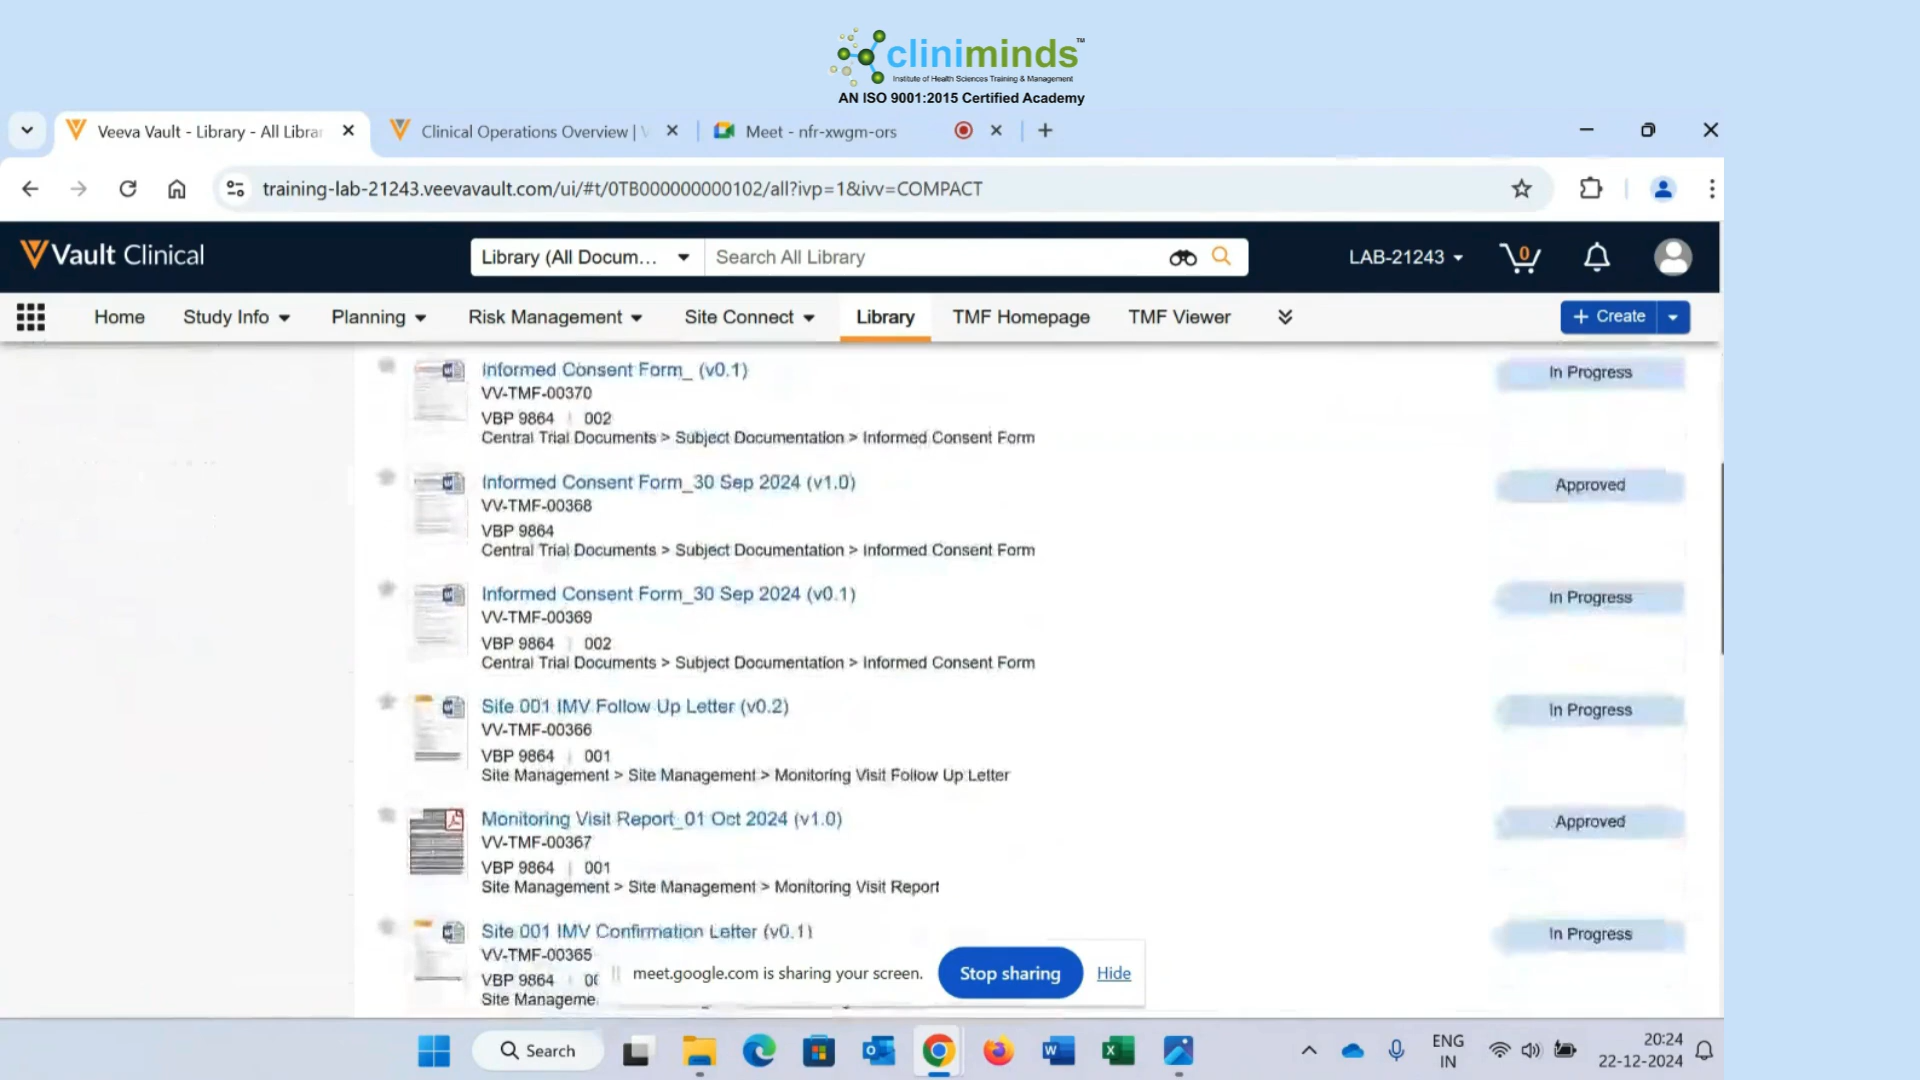 cliniminds™
Institute of Health Sciences Training & Management
AN ISO 9001:2015 Certified Academy
Veeva Vault - Library - All Librar
Clinical Operations Overview | V
Meet - nfr-xwgm-ors
training-lab-21243.veevavault.com/ui/#t/0TB000000000102/all?ivp=1&ivv=COMPACT
Vault Clinical
Library (All Docum...
Search All Library
LAB-21243
0
Home
Study Info
Planning
Risk Management
Site Connect
Library
TMF Homepage
TMF Viewer
+ Create
Informed Consent Form_ (v0.1)
In Progress
VV-TMF-00370
VBP 9864 | 002
Central Trial Documents > Subject Documentation > Informed Consent Form
Informed Consent Form_30 Sep 2024 (v1.0)
Approved
VV-TMF-00368
VBP 9864
Central Trial Documents > Subject Documentation > Informed Consent Form
Informed Consent Form_30 Sep 2024 (v0.1)
In Progress
VV-TMF-00369
VBP 9864 | 002
Central Trial Documents > Subject Documentation > Informed Consent Form
Site 001 IMV Follow Up Letter (v0.2)
In Progress
VV-TMF-00366
VBP 9864 | 001
Site Management > Site Management > Monitoring Visit Follow Up Letter
Monitoring Visit Report_01 Oct 2024 (v1.0)
Approved
VV-TMF-00367
VBP 9864 | 001
Site Management > Site Management > Monitoring Visit Report
Site 001 IMV Confirmation Letter (v0.1)
In Progress
VV-TMF-00365
VBP 9864
Site Manageme
meet.google.com is sharing your screen.
Stop sharing
Hide
Search
ENG
IN
20:24
22-12-2024